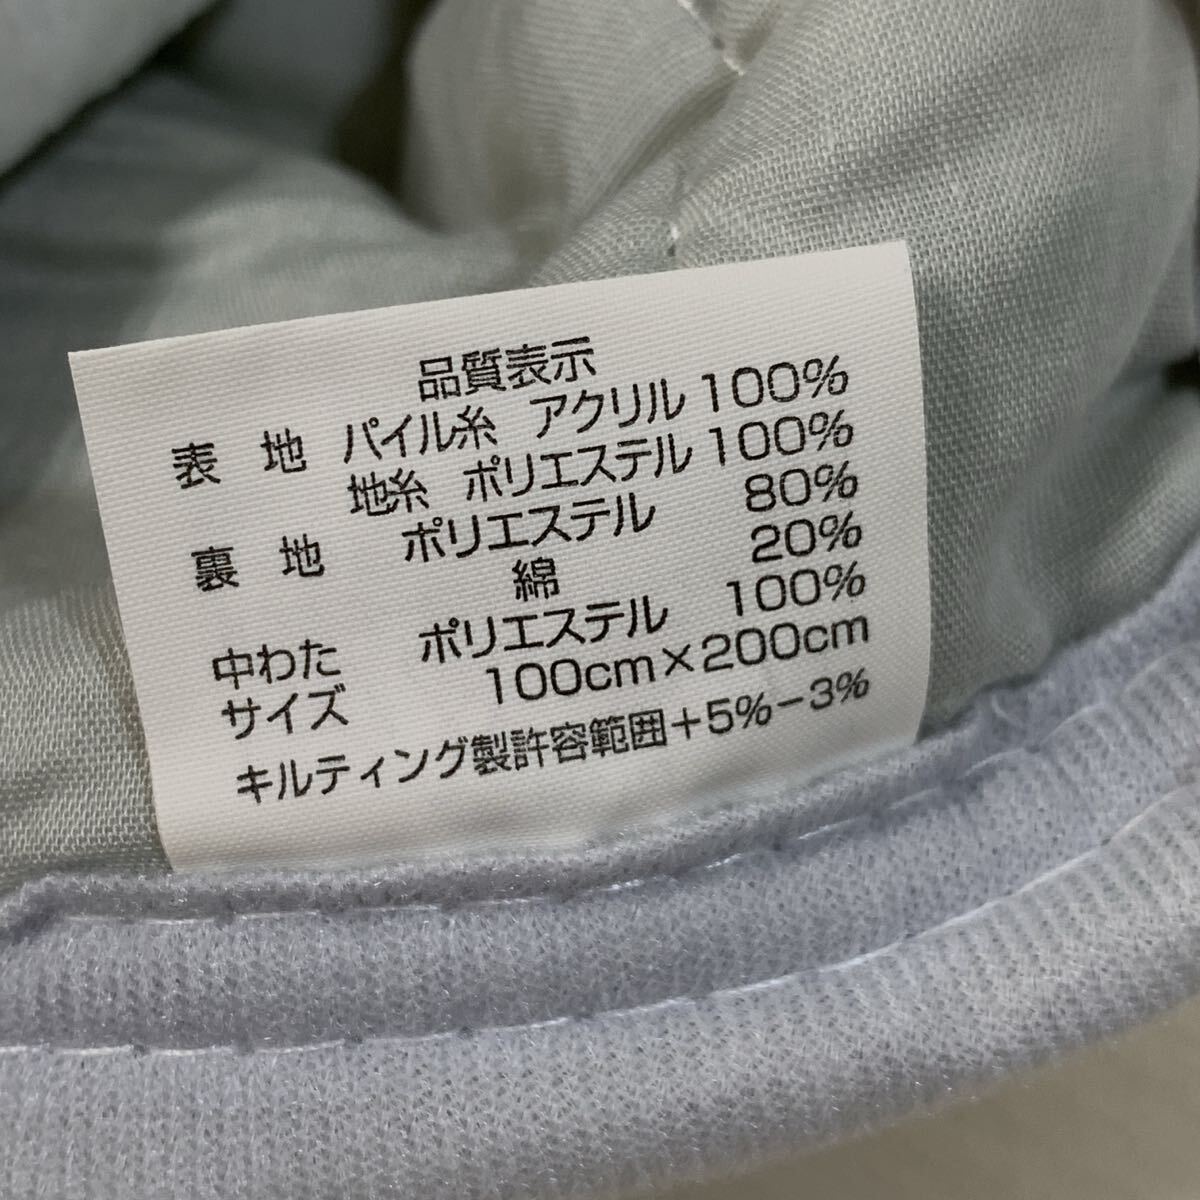 品質表示
表 地 パイル糸 アクリル 100%
地糸 ポリエステル 100%
裏 地 ポリエステル 80%
綿 20%
中わた ポリエステル 100%
サイズ 100cm×200cm
キルティング製許容範囲+5%-3%